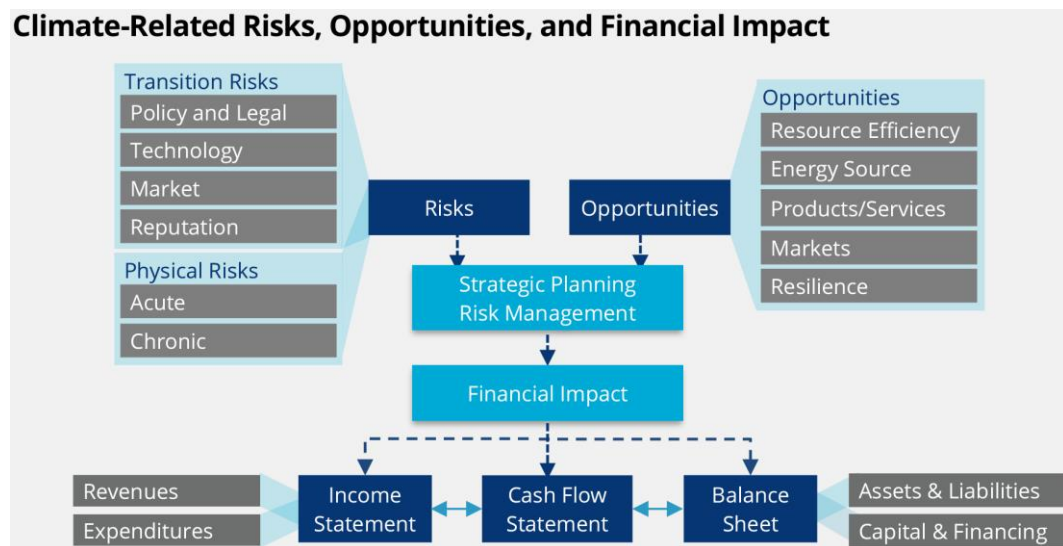 Climate-Related Risks, Opportunities, and Financial Impact
Transition Risks
Policy and Legal
Technology
Market
Reputation
Physical Risks
Acute
Chronic
Risks
Opportunities
Opportunities
Resource Efficiency
Energy Source
Products/Services
Markets
Resilience
Strategic Planning
Risk Management
Financial Impact
Revenues
Expenditures
Income
Statement
Cash Flow
Statement
Balance
Sheet
Assets & Liabilities
Capital & Financing